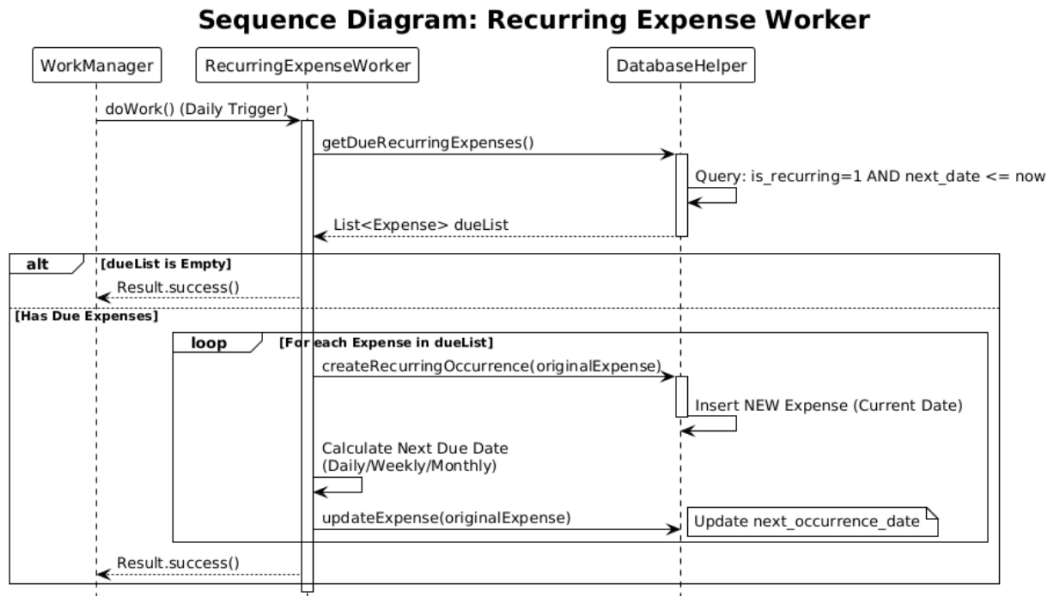 Sequence Diagram: Recurring Expense Worker
WorkManager
RecurringExpenseWorker
DatabaseHelper
doWork() (Daily Trigger)
getDueRecurringExpenses()
Query: is_recurring=1 AND next_date <= now
List<Expense> dueList
alt
[dueList is Empty]
Result.success()
[Has Due Expenses]
loop
[For each Expense in dueList]
createRecurringOccurrence(originalExpense)
Insert NEW Expense (Current Date)
Calculate Next Due Date
(Daily/Weekly/Monthly)
updateExpense(originalExpense)
Update next_occurrence_date
Result.success()